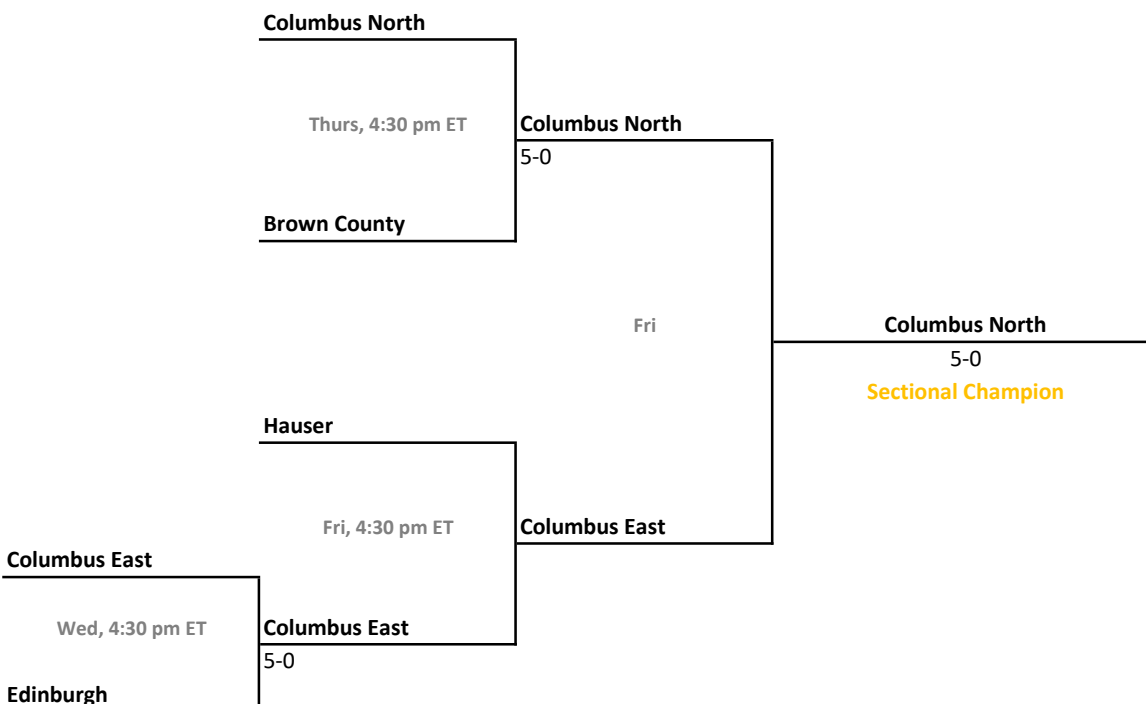 Columbus North
Thurs, 4:30 pm ET
Columbus North
5-0
Brown County
Fri
Columbus North
5-0
Sectional Champion
Hauser
Fri, 4:30 pm ET
Columbus East
Columbus East
Wed, 4:30 pm ET
Columbus East
5-0
Edinburgh